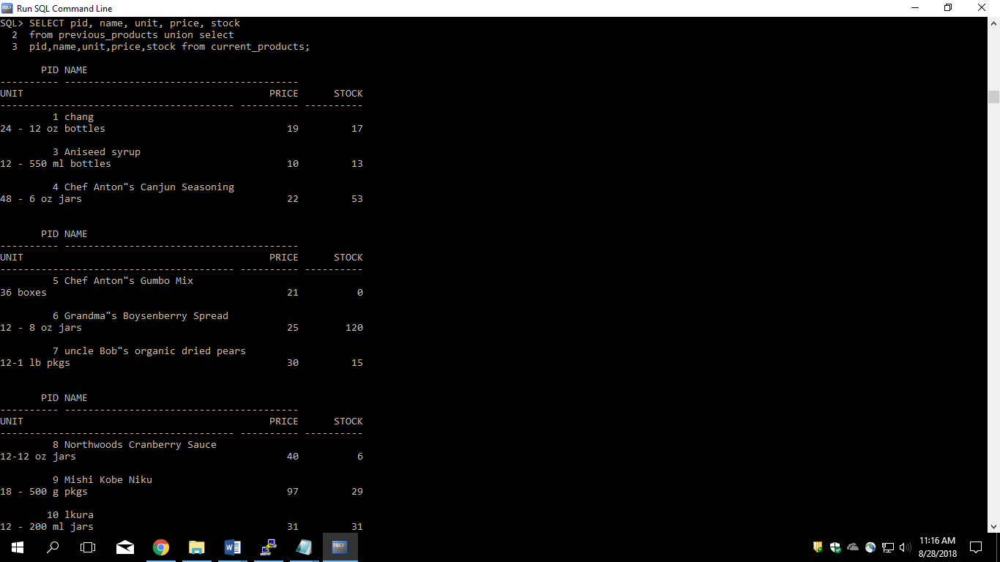 Run SQL Command Line
SQL> SELECT pid, name, unit, price, stock
  2  from previous_products union select
  3  pid,name,unit,price,stock from current_products;

       PID NAME
---------- ----------------------------------------
UNIT                                          PRICE      STOCK
---------------------------------------- ---------- ----------
         1 chang
24 - 12 oz bottles                               19         17

         3 Aniseed syrup
12 - 550 ml bottles                              10         13

         4 Chef Anton"s Canjun Seasoning
48 - 6 oz jars                                   22         53


       PID NAME
---------- ----------------------------------------
UNIT                                          PRICE      STOCK
---------------------------------------- ---------- ----------
         5 Chef Anton"s Gumbo Mix
36 boxes                                         21          0

         6 Grandma"s Boysenberry Spread
12 - 8 oz jars                                   25        120

         7 uncle Bob"s organic dried pears
12-1 lb pkgs                                     30         15


       PID NAME
---------- ----------------------------------------
UNIT                                          PRICE      STOCK
---------------------------------------- ---------- ----------
         8 Northwoods Cranberry Sauce
12-12 oz jars                                    40          6

         9 Mishi Kobe Niku
18 - 500 g pkgs                                  97         29

        10 lkura
12 - 200 ml jars                                 31         31
SQL>
11:16 AM
8/28/2018